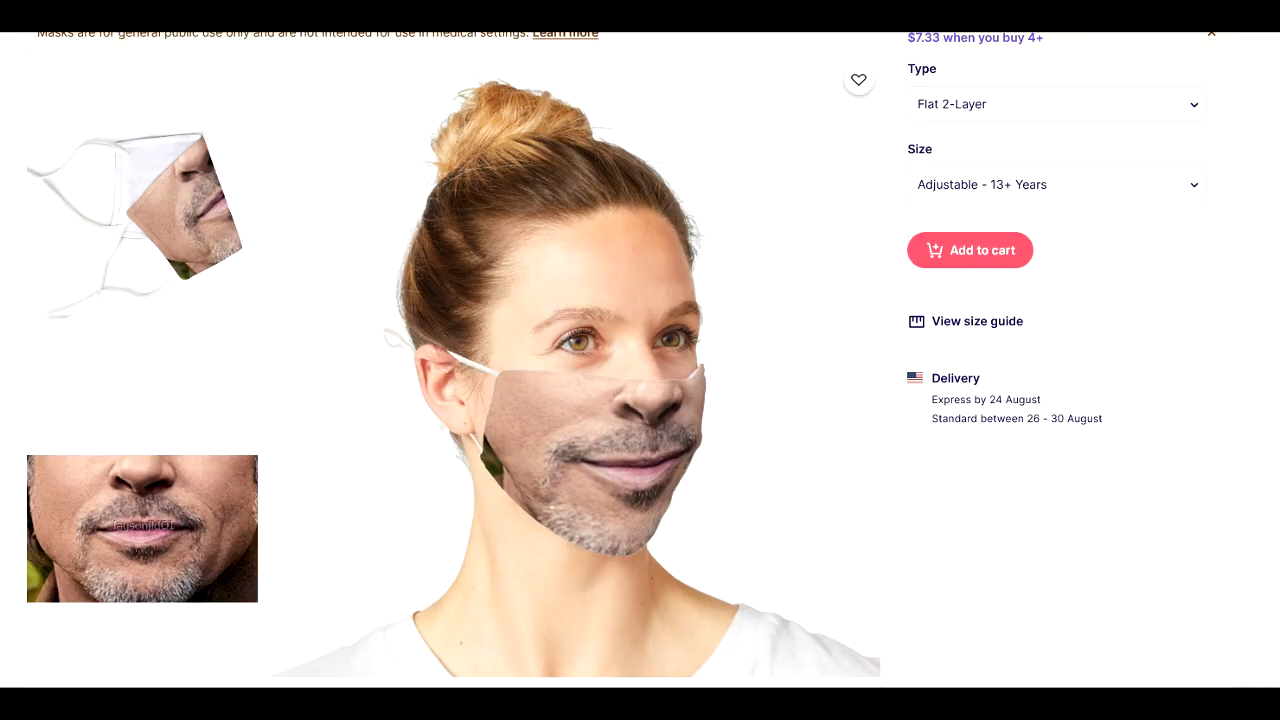 Masks are for general public use only and are not intended for use in medical settings. Learn more
$7.33 when you buy 4+
Type
Flat 2-Layer
Size
Adjustable - 13+ Years
Add to cart
View size guide
Delivery
Express by 24 August
Standard between 26 - 30 August